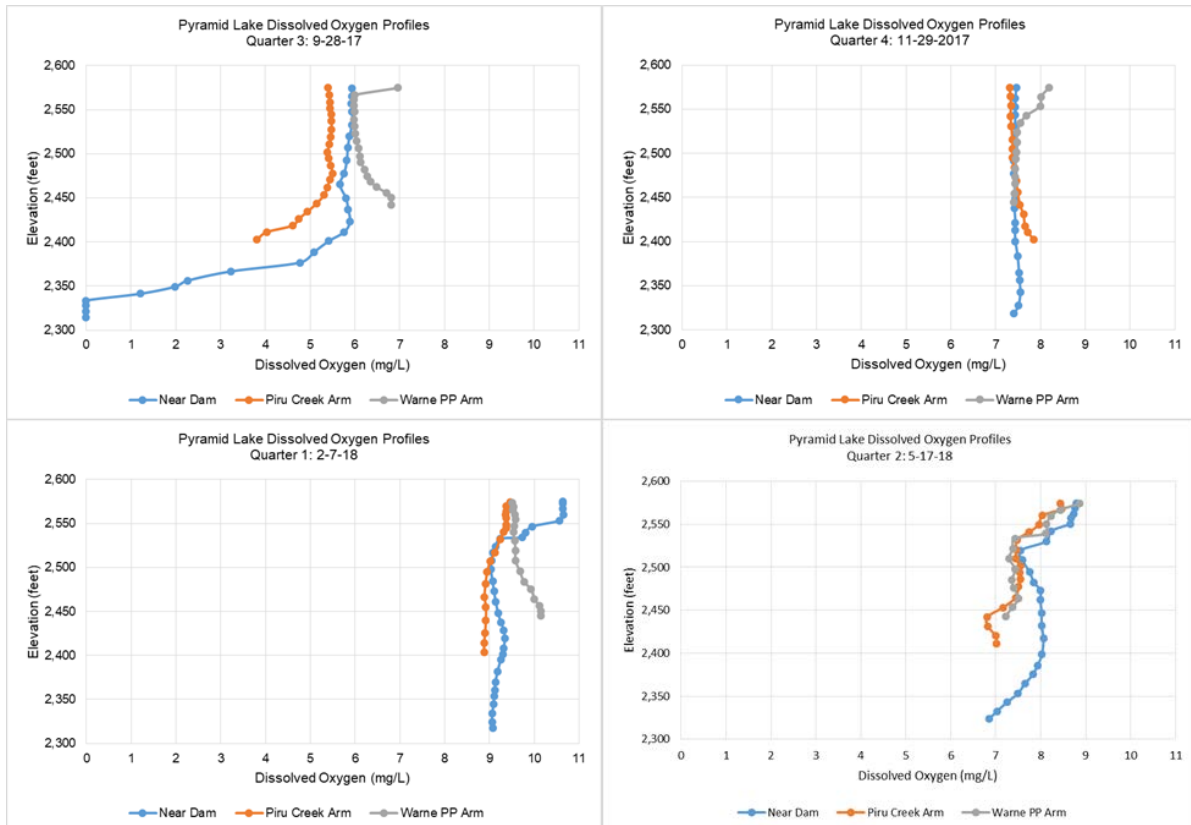 Pyramid Lake Dissolved Oxygen Profiles
Quarter 3: 9-28-17
2,600
2,550
2,500
2,450
2,400
2,350
2,300
Elevation (feet)
0 1 2 3 4 5 6 7 8 9 10 11
Dissolved Oxygen (mg/L)
Near Dam Piru Creek Arm Warne PP Arm
Pyramid Lake Dissolved Oxygen Profiles
Quarter 4: 11-29-2017
2,600
2,550
2,500
2,450
2,400
2,350
2,300
Elevation (feet)
0 1 2 3 4 5 6 7 8 9 10 11
Dissolved Oxygen (mg/L)
Near Dam Piru Creek Arm Warne PP Arm
Pyramid Lake Dissolved Oxygen Profiles
Quarter 1: 2-7-18
2,600
2,550
2,500
2,450
2,400
2,350
2,300
Elevation (feet)
0 1 2 3 4 5 6 7 8 9 10 11
Dissolved Oxygen (mg/L)
Near Dam Piru Creek Arm Warne PP Arm
Pyramid Lake Dissolved Oxygen Profiles
Quarter 2: 5-17-18
2,600
2,550
2,500
2,450
2,400
2,350
2,300
Elevation (feet)
0 1 2 3 4 5 6 7 8 9 10 11
Dissolved Oxygen (mg/L)
Near Dam Piru Creek Arm Warne PP Arm